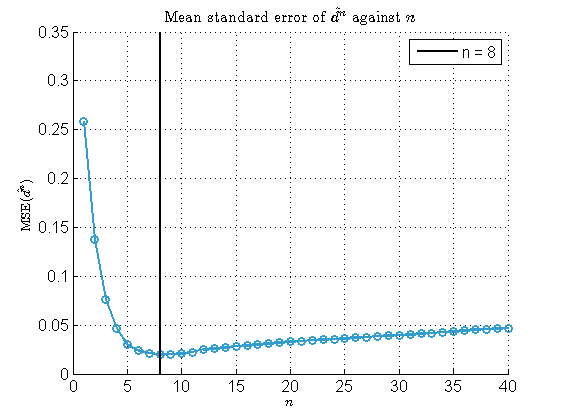 Mean standard error of d̂ⁿ against n
n = 8
MSE(d̂ⁿ)
0.35
0.3
0.25
0.2
0.15
0.1
0.05
0
0 5 10 15 20 25 30 35 40
n